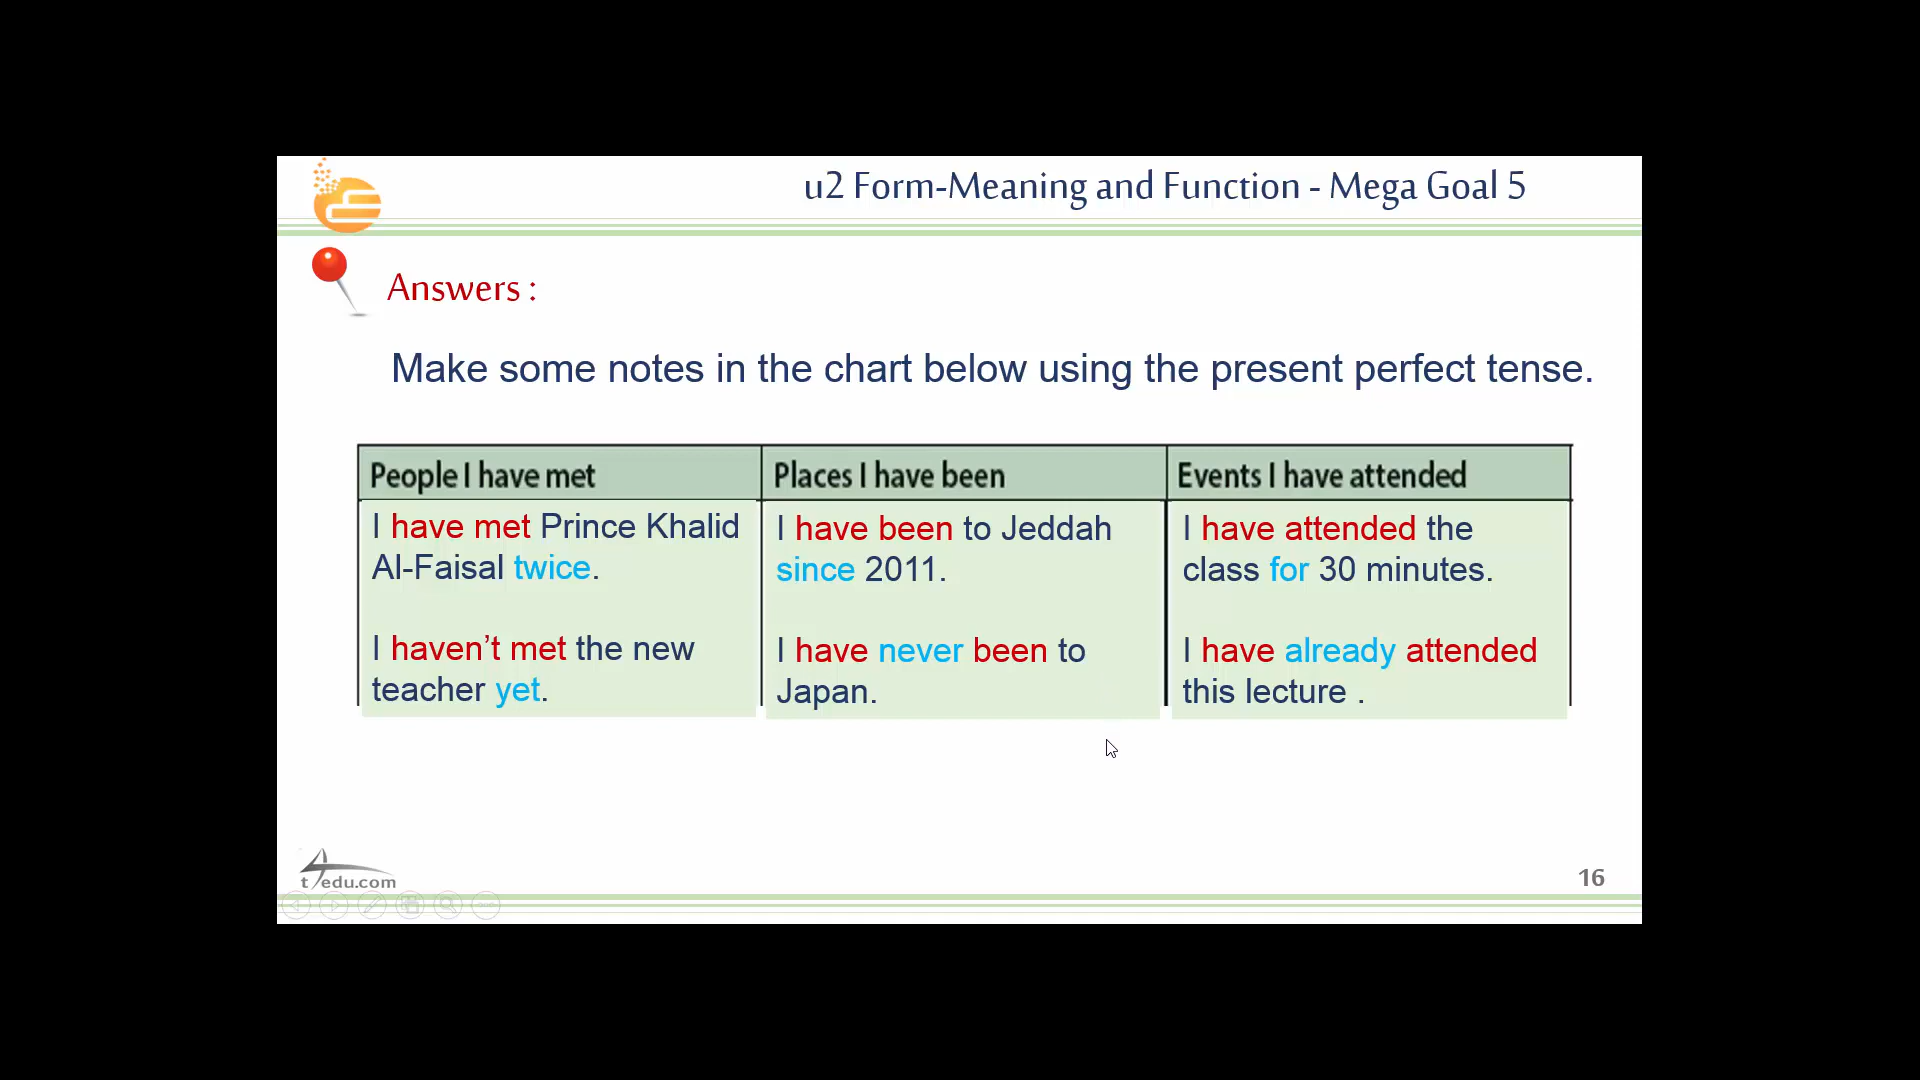 u2 Form-Meaning and Function - Mega Goal 5
Answers :
Make some notes in the chart below using the present perfect tense.
People I have met
Places I have been
Events I have attended
I have met Prince Khalid
Al-Faisal twice.
I haven’t met the new
teacher yet.
I have been to Jeddah
since 2011.
I have never been to
Japan.
I have attended the
class for 30 minutes.
I have already attended
this lecture .
t4edu.com
16